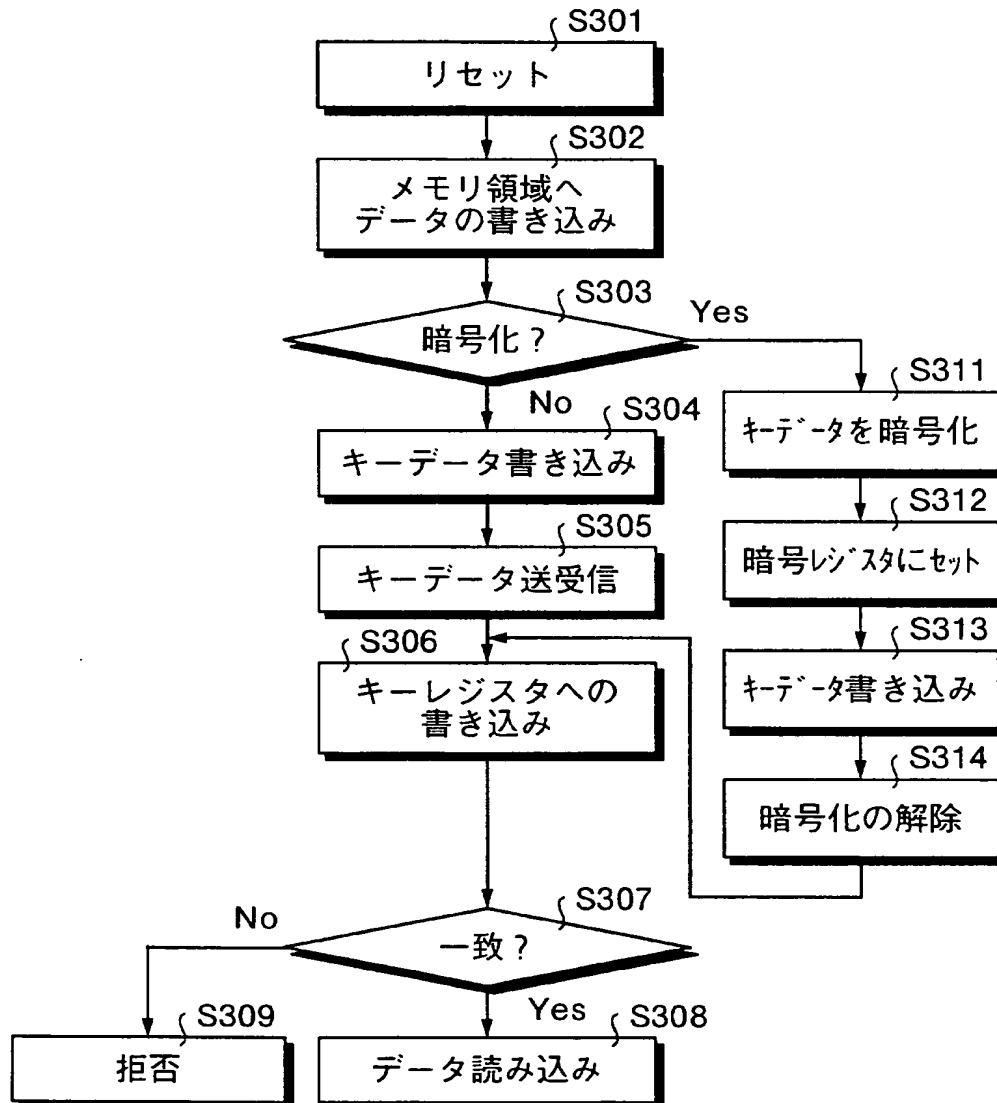 S301
リセット
S302
メモリ領域へ
データの書き込み
S303
暗号化？
Yes
No
S304
キーデータ書き込み
S305
キーデータ送受信
S306
キーレジスタへの
書き込み
S311
ｷｰﾃﾞｰﾀを暗号化
S312
暗号ﾚｼﾞｽﾀにセット
S313
ｷｰﾃﾞｰﾀ書き込み
S314
暗号化の解除
S307
一致？
No
Yes
S309
拒否
S308
データ読み込み